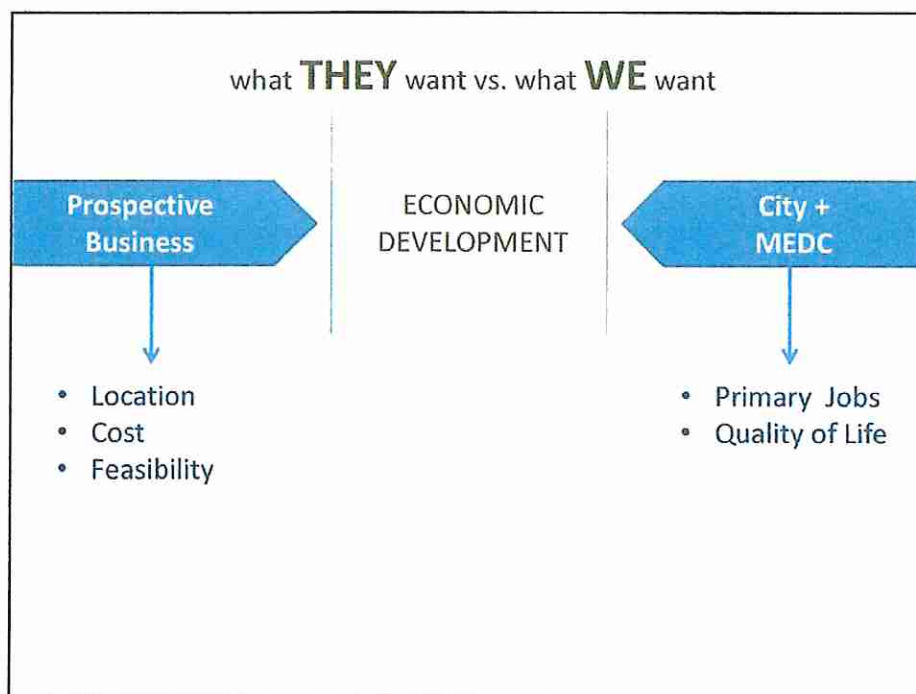 what THEY want vs. what WE want
Prospective
Business
ECONOMIC
DEVELOPMENT
City +
MEDC
• Location
• Cost
• Feasibility
• Primary Jobs
• Quality of Life